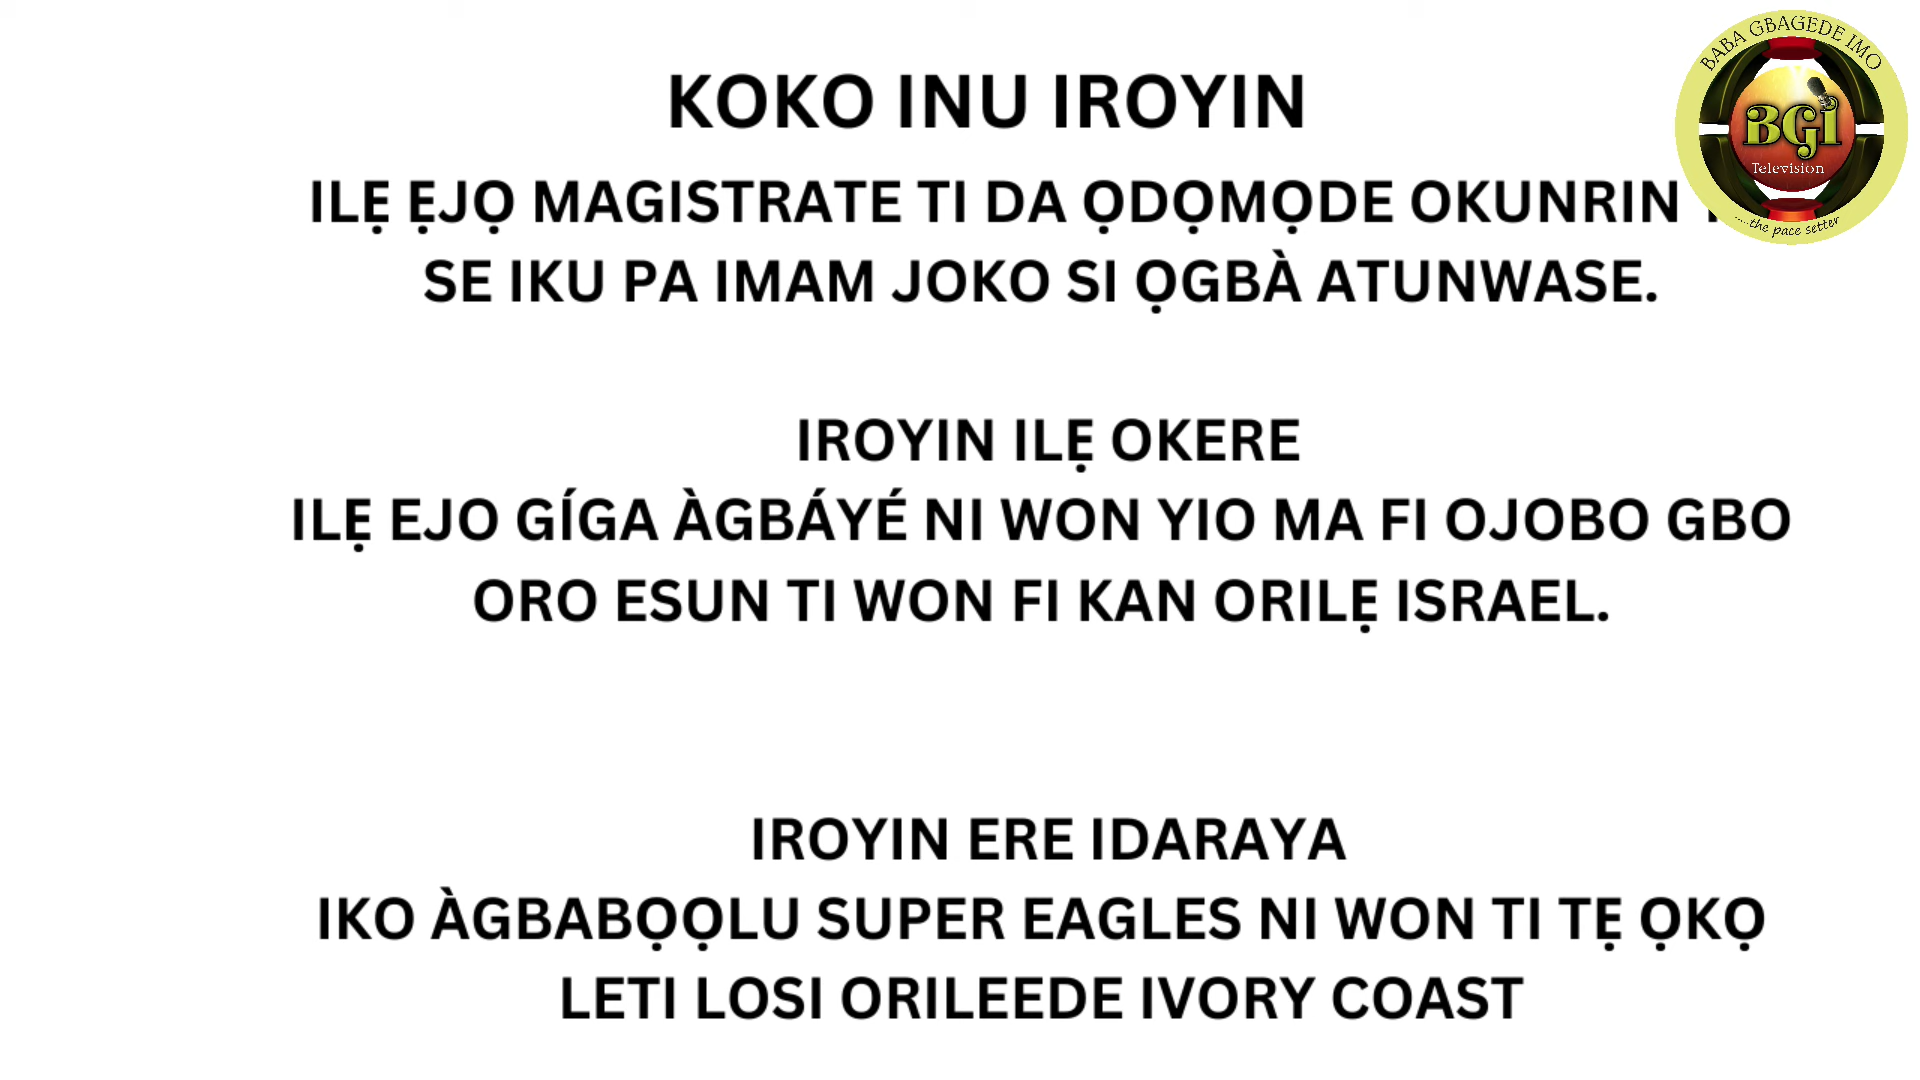 KOKO INU IROYIN
ILẸ ẸJỌ MAGISTRATE TI DA ỌDỌMỌDE OKUNRIN
SE IKU PA IMAM JOKO SI ỌGBÀ ATUNWASE.
IROYIN ILẸ OKERE
ILẸ EJO GÍGA ÀGBÁYÉ NI WON YIO MA FI OJOBO GBO
ORO ESUN TI WON FI KAN ORILẸ ISRAEL.
IROYIN ERE IDARAYA
IKO ÀGBABỌỌLU SUPER EAGLES NI WON TI TẸ ỌKỌ
LETI LOSI ORILEEDE IVORY COAST
BABA GBAGEDE IMO
BGI
Television
.....the pace setter